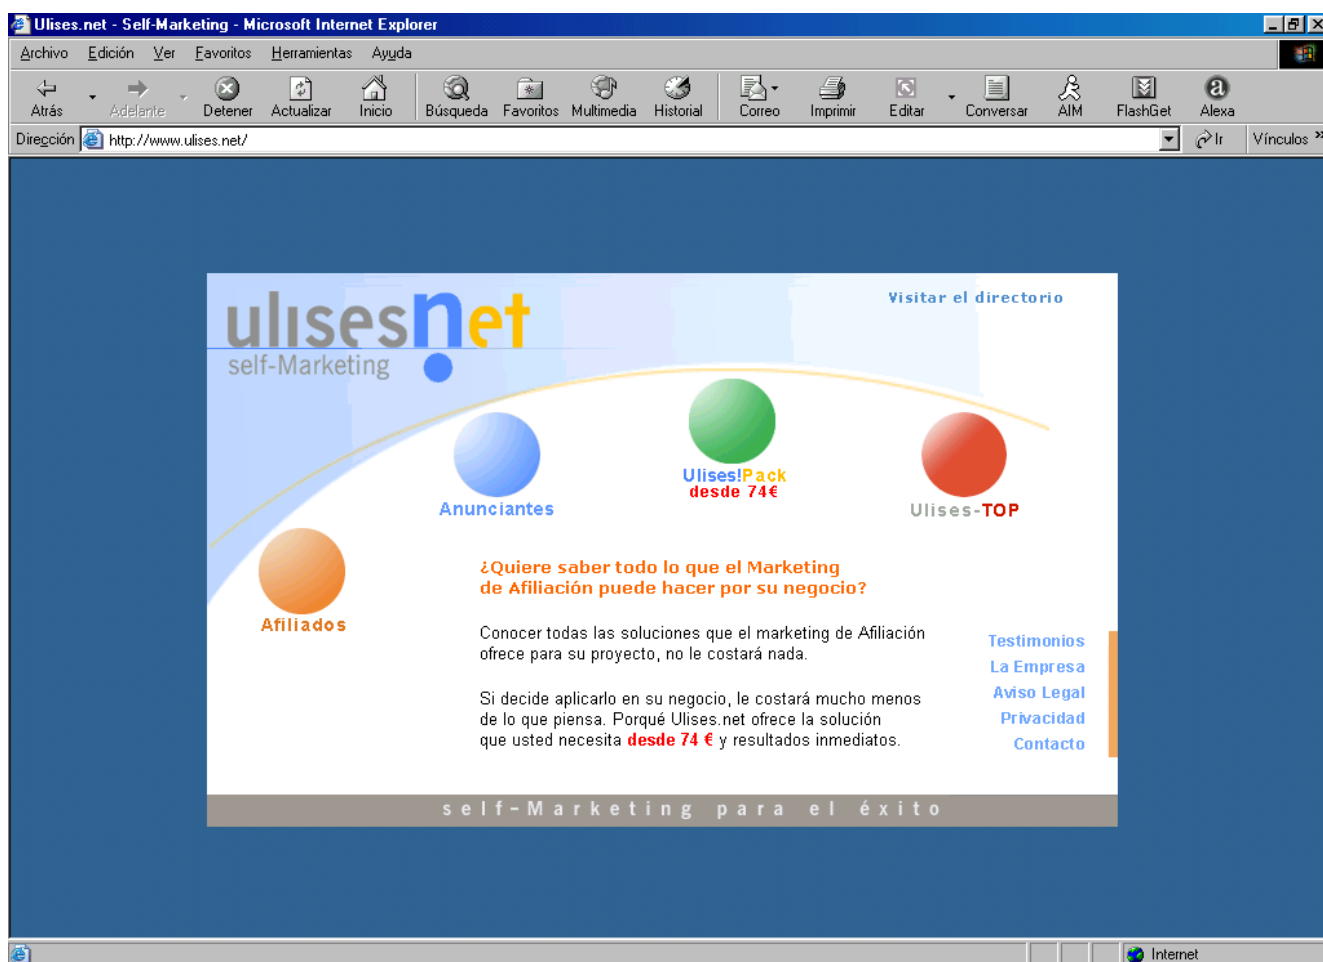 Ulises.net - Self-Marketing - Microsoft Internet Explorer
Archivo Edición Ver Favoritos Herramientas Ayuda
Atrás Adelante Detener Actualizar Inicio Búsqueda Favoritos Multimedia Historial Correo Imprimir Editar Conversar AIM FlashGet Alexa
Dirección http://www.ulises.net/ Ir Vínculos »
ulisesnet
self-Marketing
Visitar el directorio
Ulises!Pack
desde 74€
Anunciantes
Ulises-TOP
Afiliados
¿Quiere saber todo lo que el Marketing
de Afiliación puede hacer por su negocio?
Conocer todas las soluciones que el marketing de Afiliación
ofrece para su proyecto, no le costará nada.
Si decide aplicarlo en su negocio, le costará mucho menos
de lo que piensa. Porqué Ulises.net ofrece la solución
que usted necesita desde 74 € y resultados inmediatos.
Testimonios
La Empresa
Aviso Legal
Privacidad
Contacto
self-Marketing para el éxito
Internet